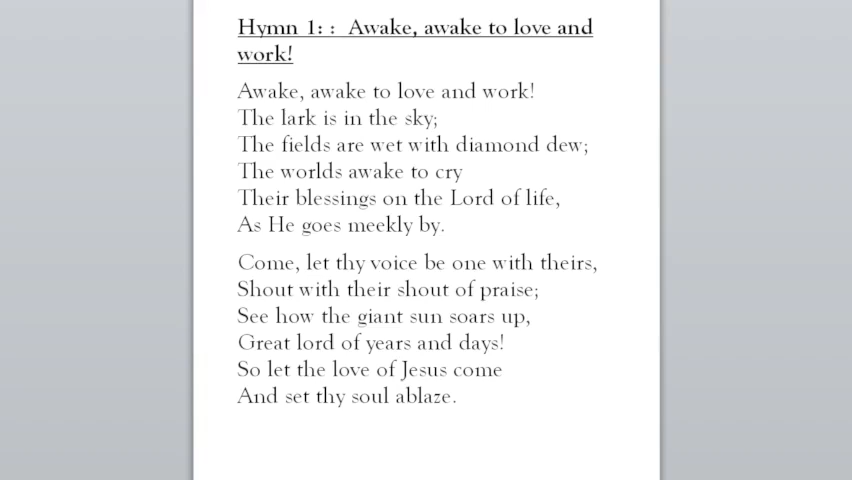 Hymn 1: :  Awake, awake to love and
work!
Awake, awake to love and work!
The lark is in the sky;
The fields are wet with diamond dew;
The worlds awake to cry
Their blessings on the Lord of life,
As He goes meekly by.
Come, let thy voice be one with theirs,
Shout with their shout of praise;
See how the giant sun soars up,
Great lord of years and days!
So let the love of Jesus come
And set thy soul ablaze.